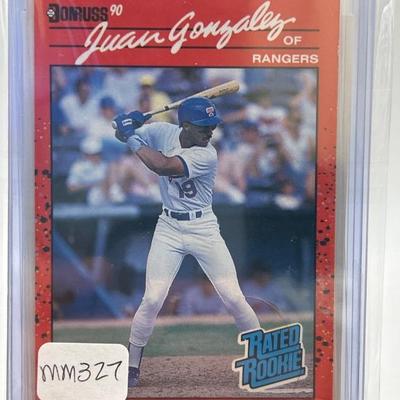 DONRUSS 90
Juan Gonzalez
OF
RANGERS
T
19
RATED
ROOKIE
MM327